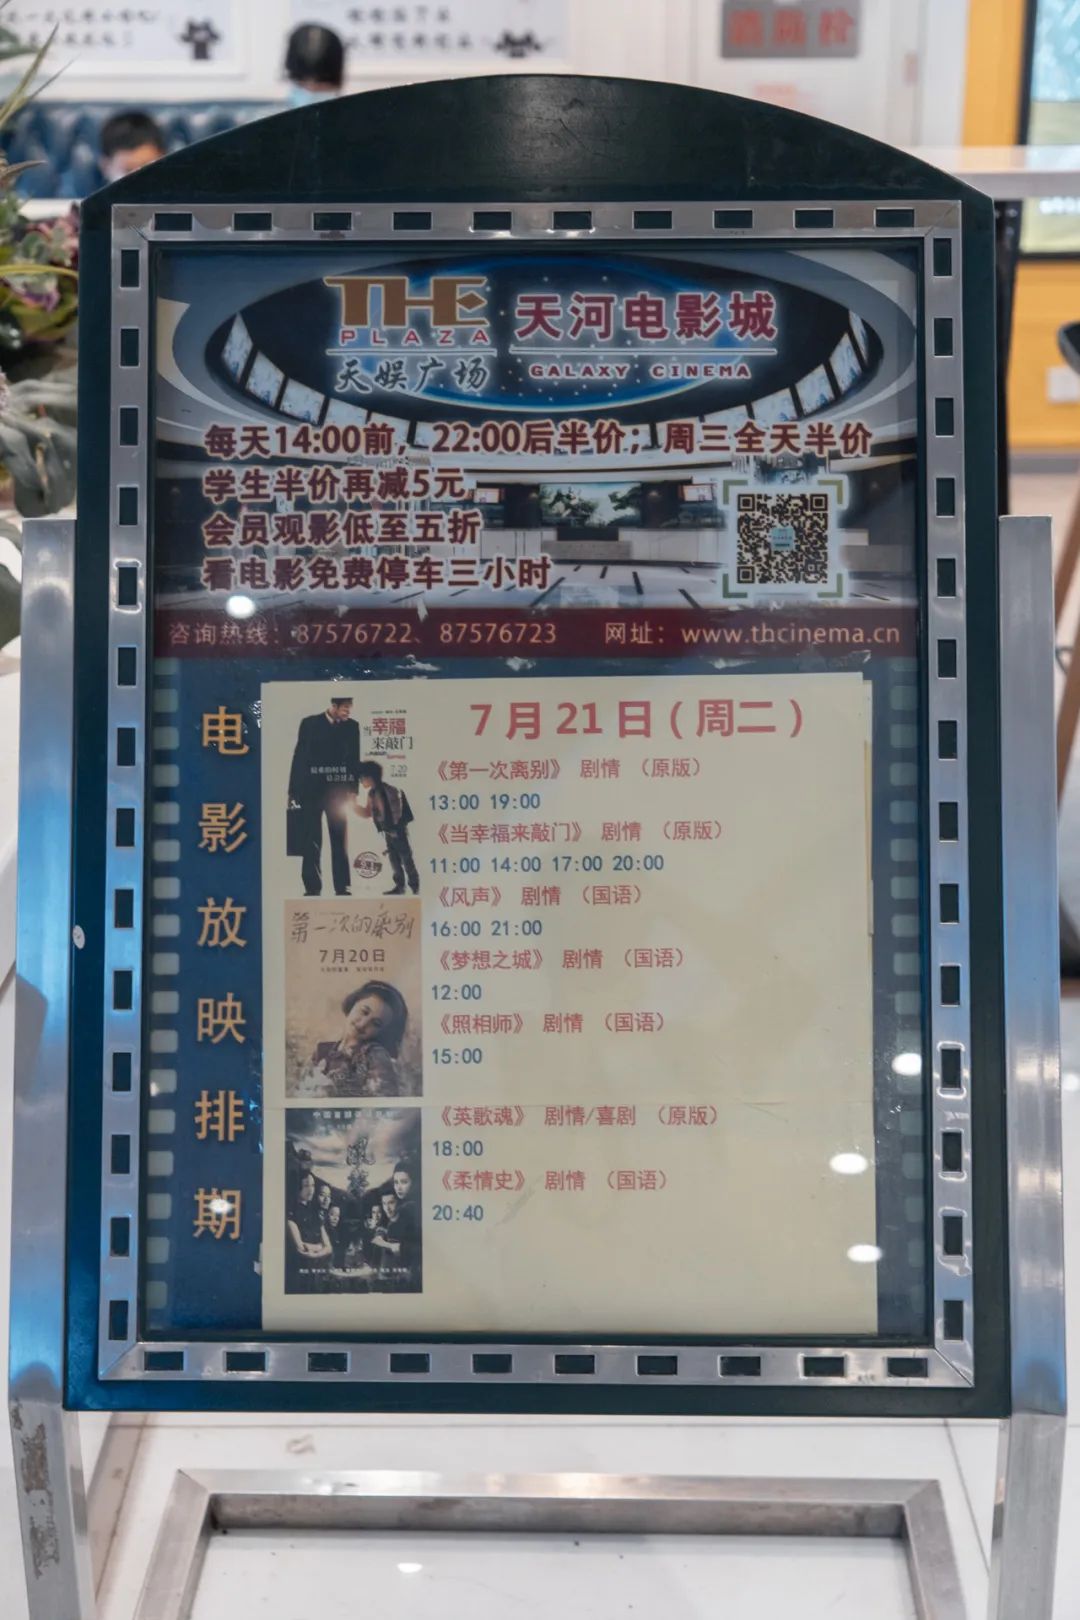 THE
PLAZA
天娱广场
天河电影城
GALAXY CINEMA
每天14:00前，22:00后半价；周三全天半价
学生半价再减5元
会员观影低至五折
看电影免费停车三小时
咨询热线：87576722、87576723 网址：www.thcinema.cn
电影放映排期
当幸福来敲门
7·20
7月21日（周二）
《第一次离别》 剧情 （原版）
13:00 19:00
《当幸福来敲门》 剧情 （原版）
11:00 14:00 17:00 20:00
《风声》 剧情 （国语）
16:00 21:00
《梦想之城》 剧情 （国语）
12:00
《照相师》 剧情 （国语）
15:00
《英歌魂》 剧情/喜剧 （原版）
18:00
《柔情史》 剧情 （国语）
20:40
第一次的离别
7月20日
风声